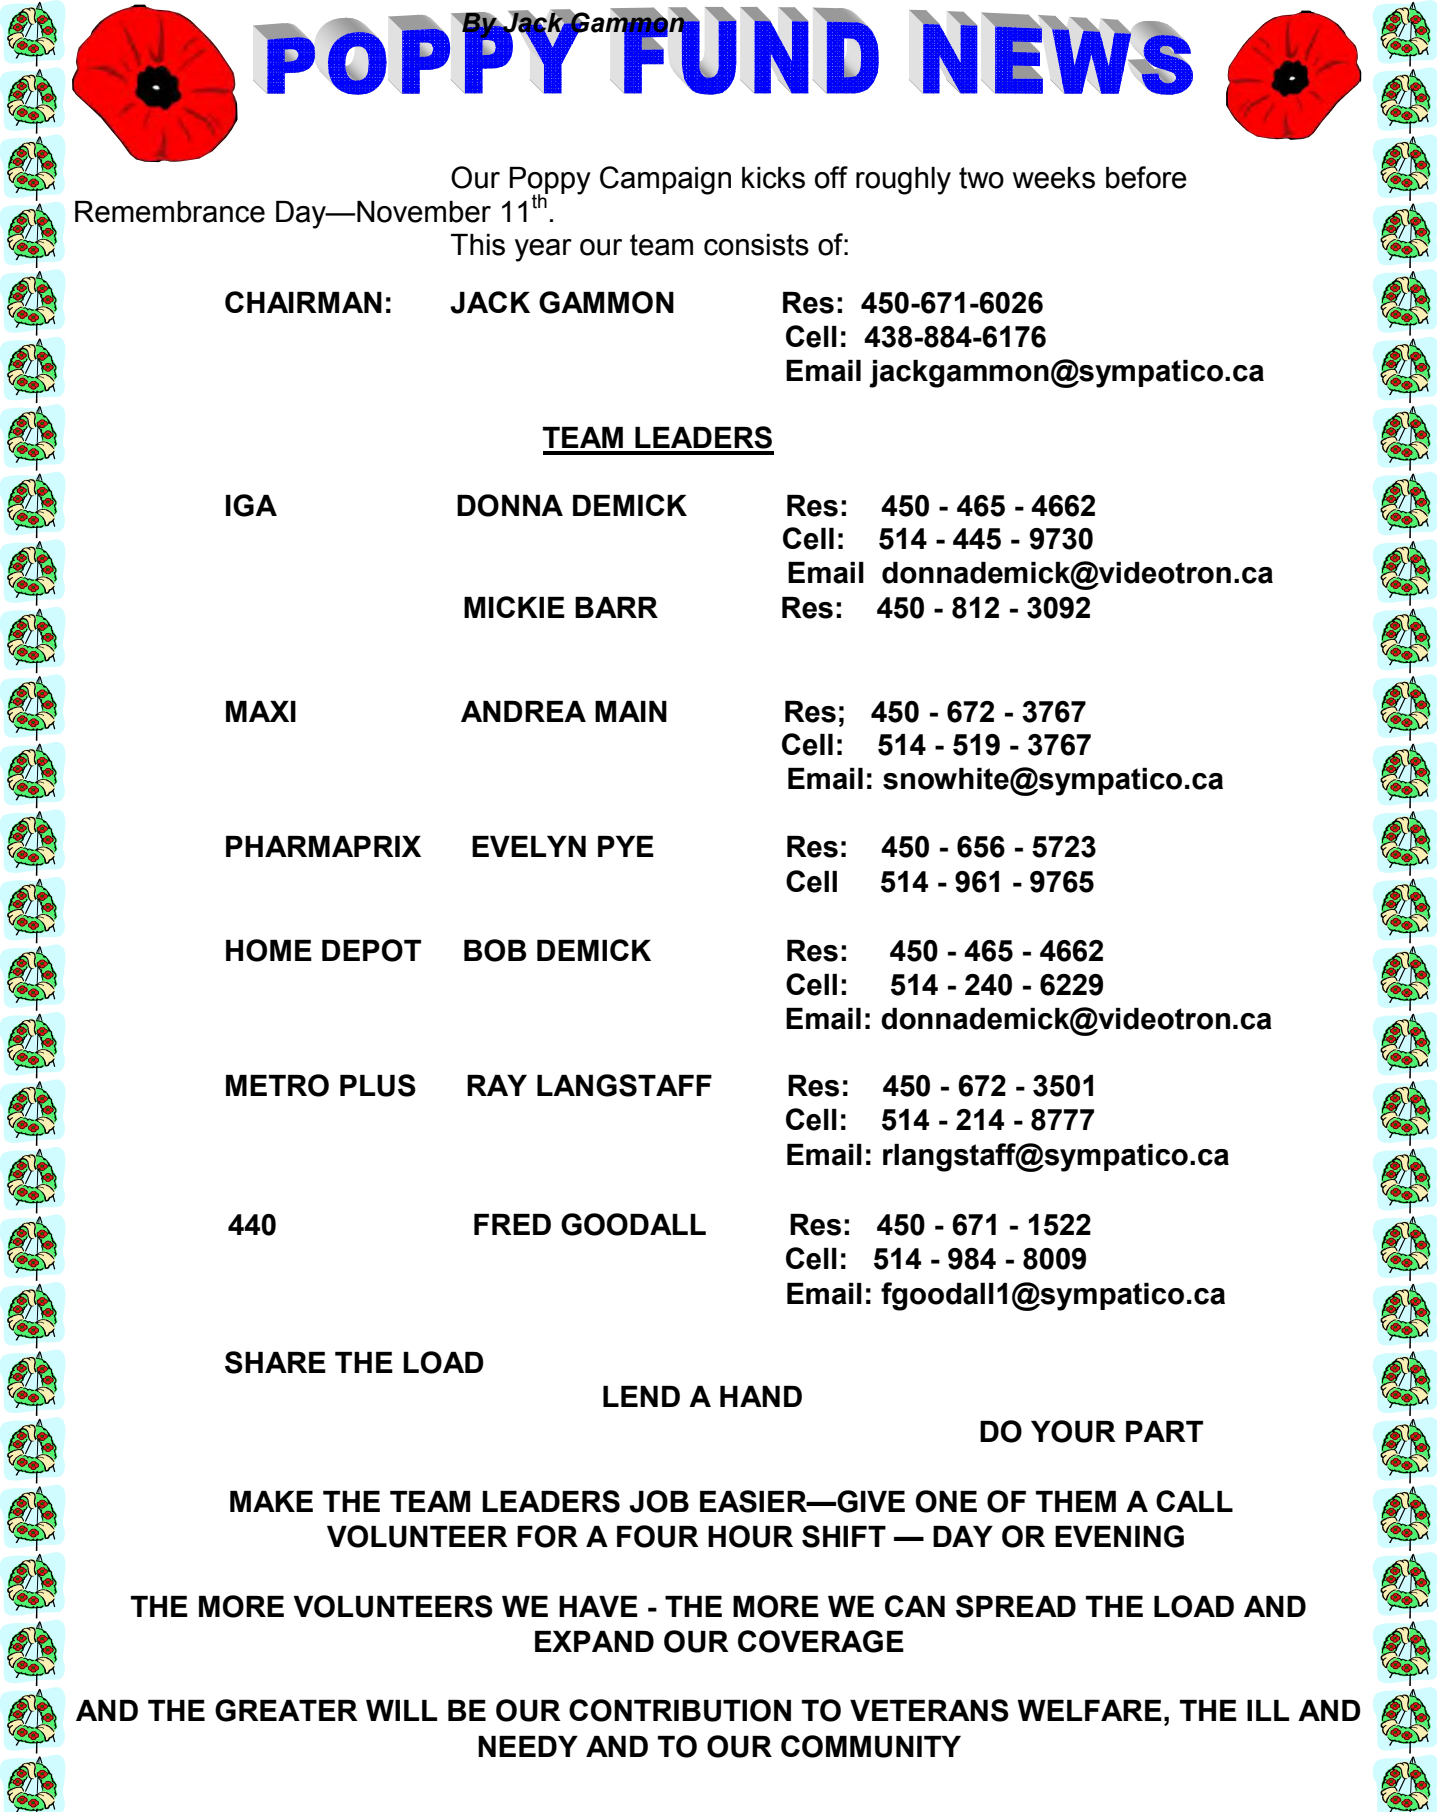 By Jack Gammon
POPPY FUND NEWS
Our Poppy Campaign kicks off roughly two weeks before
Remembrance Day—November 11th.
This year our team consists of:
CHAIRMAN: JACK GAMMON Res: 450-671-6026
Cell: 438-884-6176
Email jackgammon@sympatico.ca
TEAM LEADERS
IGA DONNA DEMICK Res: 450 - 465 - 4662
Cell: 514 - 445 - 9730
Email donnademick@videotron.ca
MICKIE BARR Res: 450 - 812 - 3092
MAXI ANDREA MAIN Res; 450 - 672 - 3767
Cell: 514 - 519 - 3767
Email: snowhite@sympatico.ca
PHARMAPRIX EVELYN PYE Res: 450 - 656 - 5723
Cell 514 - 961 - 9765
HOME DEPOT BOB DEMICK Res: 450 - 465 - 4662
Cell: 514 - 240 - 6229
Email: donnademick@videotron.ca
METRO PLUS RAY LANGSTAFF Res: 450 - 672 - 3501
Cell: 514 - 214 - 8777
Email: rlangstaff@sympatico.ca
440 FRED GOODALL Res: 450 - 671 - 1522
Cell: 514 - 984 - 8009
Email: fgoodall1@sympatico.ca
SHARE THE LOAD
LEND A HAND
DO YOUR PART
MAKE THE TEAM LEADERS JOB EASIER—GIVE ONE OF THEM A CALL
VOLUNTEER FOR A FOUR HOUR SHIFT — DAY OR EVENING
THE MORE VOLUNTEERS WE HAVE - THE MORE WE CAN SPREAD THE LOAD AND
EXPAND OUR COVERAGE
AND THE GREATER WILL BE OUR CONTRIBUTION TO VETERANS WELFARE, THE ILL AND
NEEDY AND TO OUR COMMUNITY